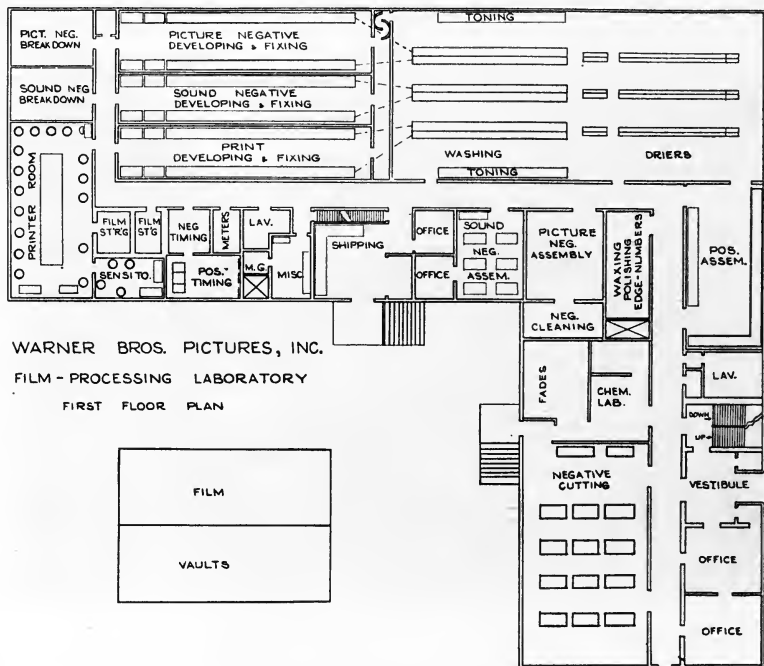 PICT. NEG.
BREAKDOWN
PICTURE NEGATIVE
DEVELOPING & FIXING
TONING
SOUND NEG
BREAKDOWN
SOUND NEGATIVE
DEVELOPING & FIXING
PRINT
DEVELOPING & FIXING
WASHING
DRIERS
TONING
PRINTER ROOM
FILM
ST'R'G
FILM
ST'G
NEG
TIMING
METERS
LAV.
SHIPPING
OFFICE
SOUND
NEG.
ASSEM.
PICTURE
NEG.
ASSEMBLY
WAXING
POLISHING
EDGE-NUMBERS
POS.
ASSEM.
SENSITO.
POS.-
TIMING
M.G.
MISC.
OFFICE
NEG.
CLEANING
WARNER BROS. PICTURES, INC.
FILM-PROCESSING LABORATORY
FIRST FLOOR PLAN
FADES
CHEM.
LAB.
LAV.
DOWN
UP
NEGATIVE
CUTTING
VESTIBULE
FILM
VAULTS
OFFICE
OFFICE